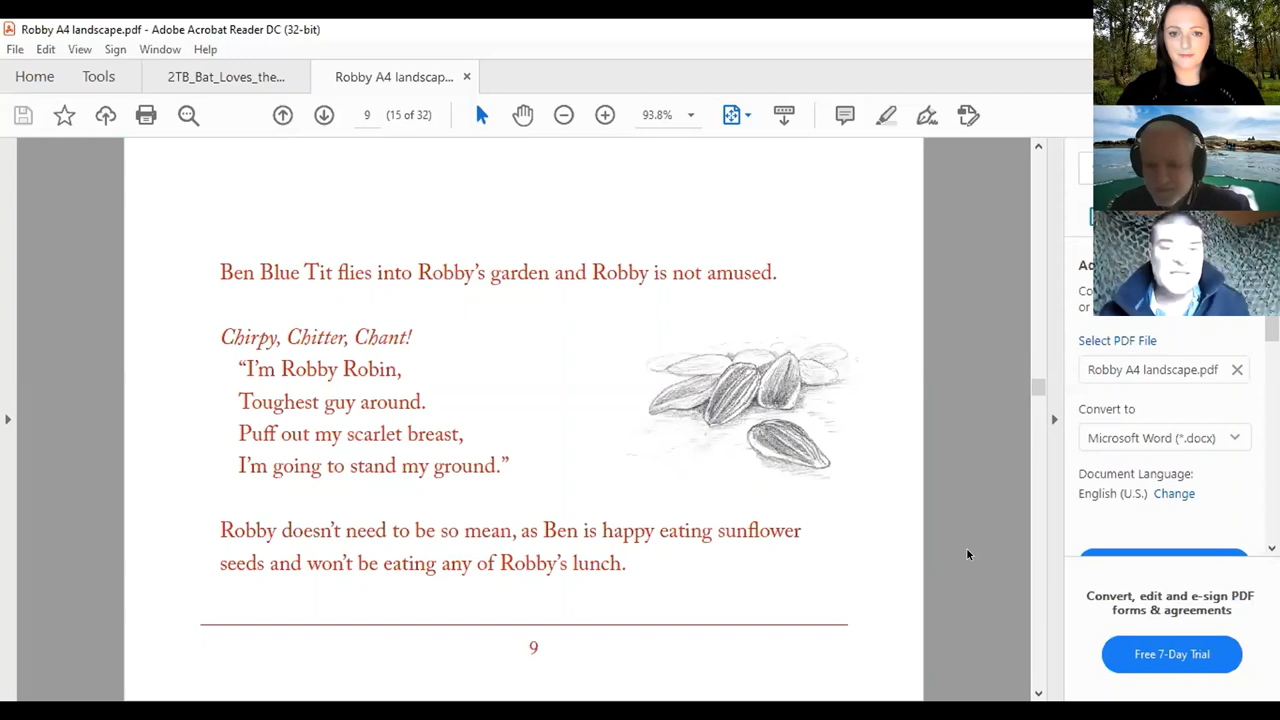 Robby A4 landscape.pdf - Adobe Acrobat Reader DC (32-bit)
File Edit View Sign Window Help
Home Tools 2TB_Bat_Loves_the... Robby A4 landscap... ×
9 (15 of 32) 93.8%
Ben Blue Tit flies into Robby’s garden and Robby is not amused.
Chirpy, Chitter, Chant!
“I’m Robby Robin,
Toughest guy around.
Puff out my scarlet breast,
I’m going to stand my ground.”
Robby doesn’t need to be so mean, as Ben is happy eating sunflower
seeds and won’t be eating any of Robby’s lunch.
9
Select PDF File
Robby A4 landscape.pdf
Convert to
Microsoft Word (*.docx)
Document Language:
English (U.S.) Change
Convert, edit and e-sign PDF
forms & agreements
Free 7-Day Trial